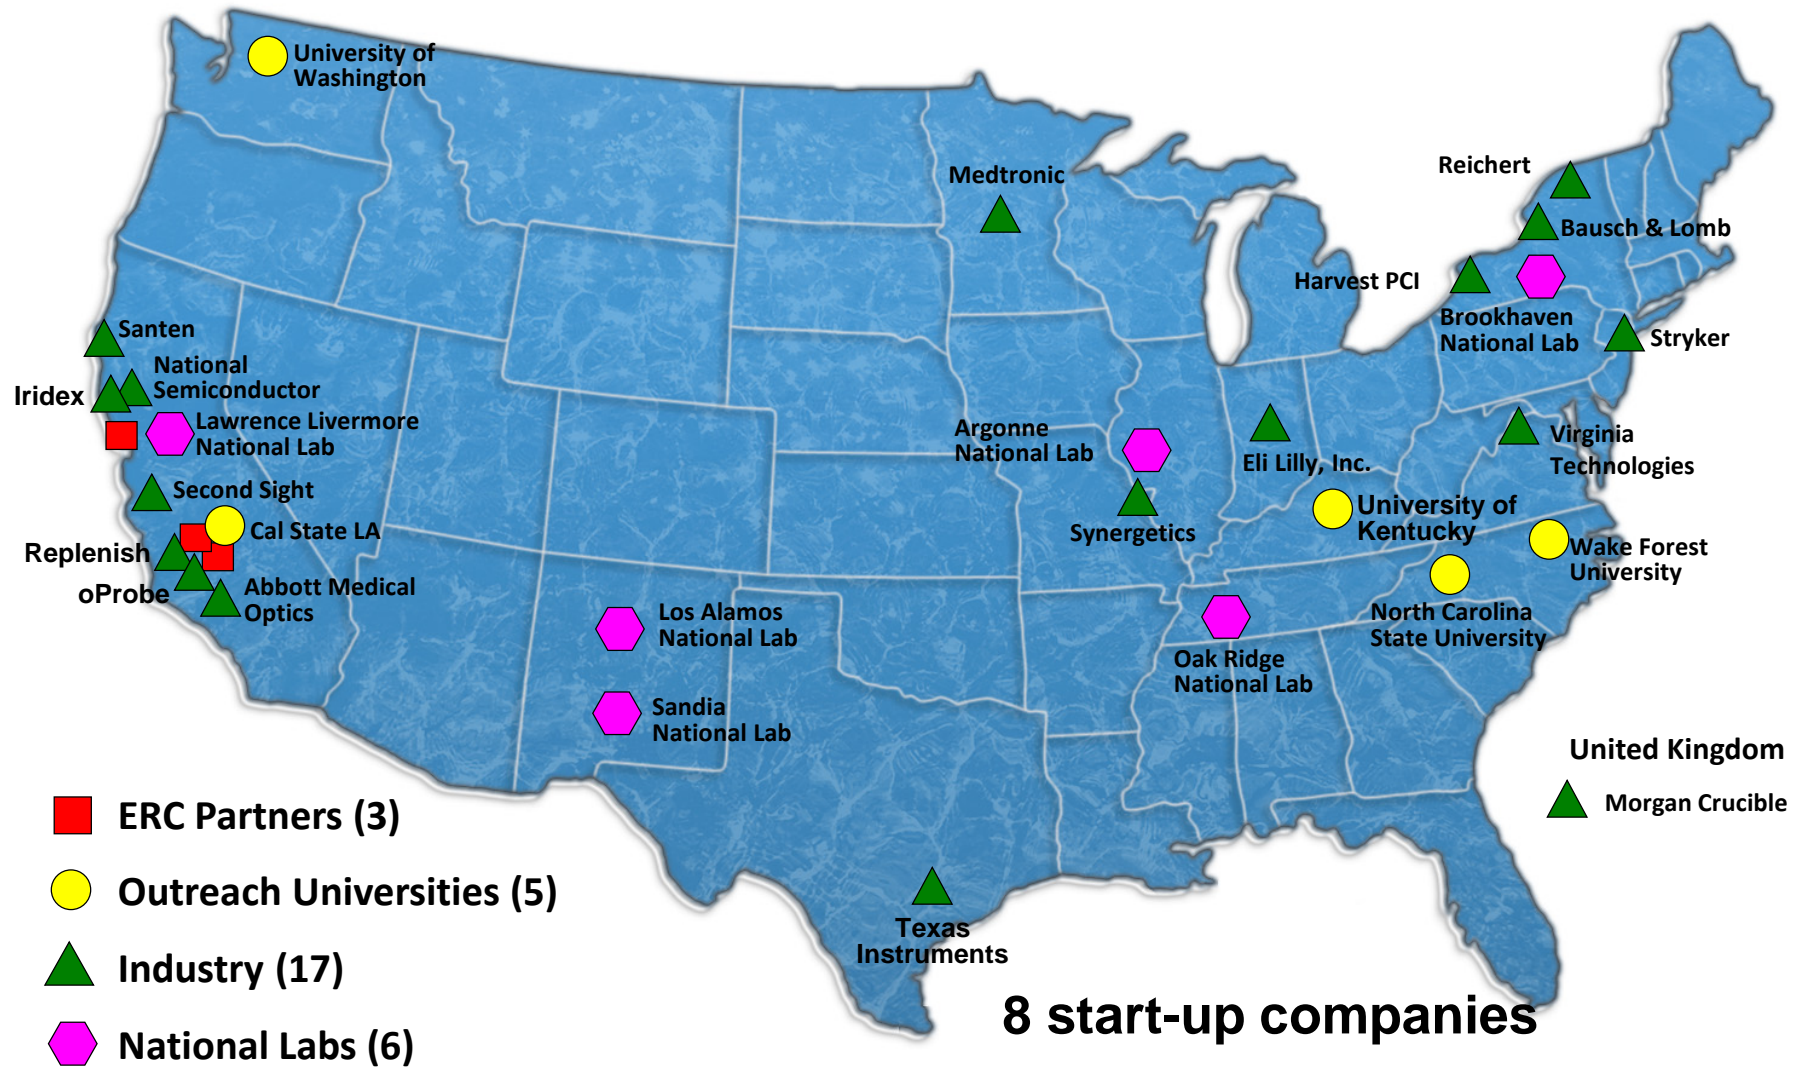 University of
Washington
Medtronic
Reichert
Bausch & Lomb
Harvest PCI
Brookhaven
National Lab
Stryker
Santen
National
Semiconductor
Iridex
Lawrence Livermore
National Lab
Argonne
National Lab
Eli Lilly, Inc.
Virginia
Technologies
Second Sight
Cal State LA
Synergetics
University of
Kentucky
Replenish
oProbe
Abbott Medical
Optics
Wake Forest
University
Los Alamos
National Lab
North Carolina
State University
Oak Ridge
National Lab
Sandia
National Lab
United Kingdom
Morgan Crucible
ERC Partners (3)
Outreach Universities (5)
Industry (17)
National Labs (6)
Texas
Instruments
8 start-up companies